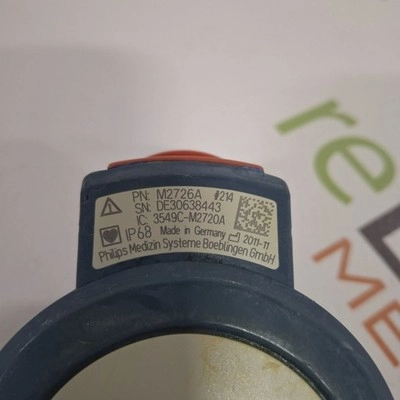 PN: M2726A #214
SN: DE30638443
IC: 3549C-M2720A
IP68 Made in Germany 2011-11
Philips Medizin Systeme Boeblingen GmbH
re
ME